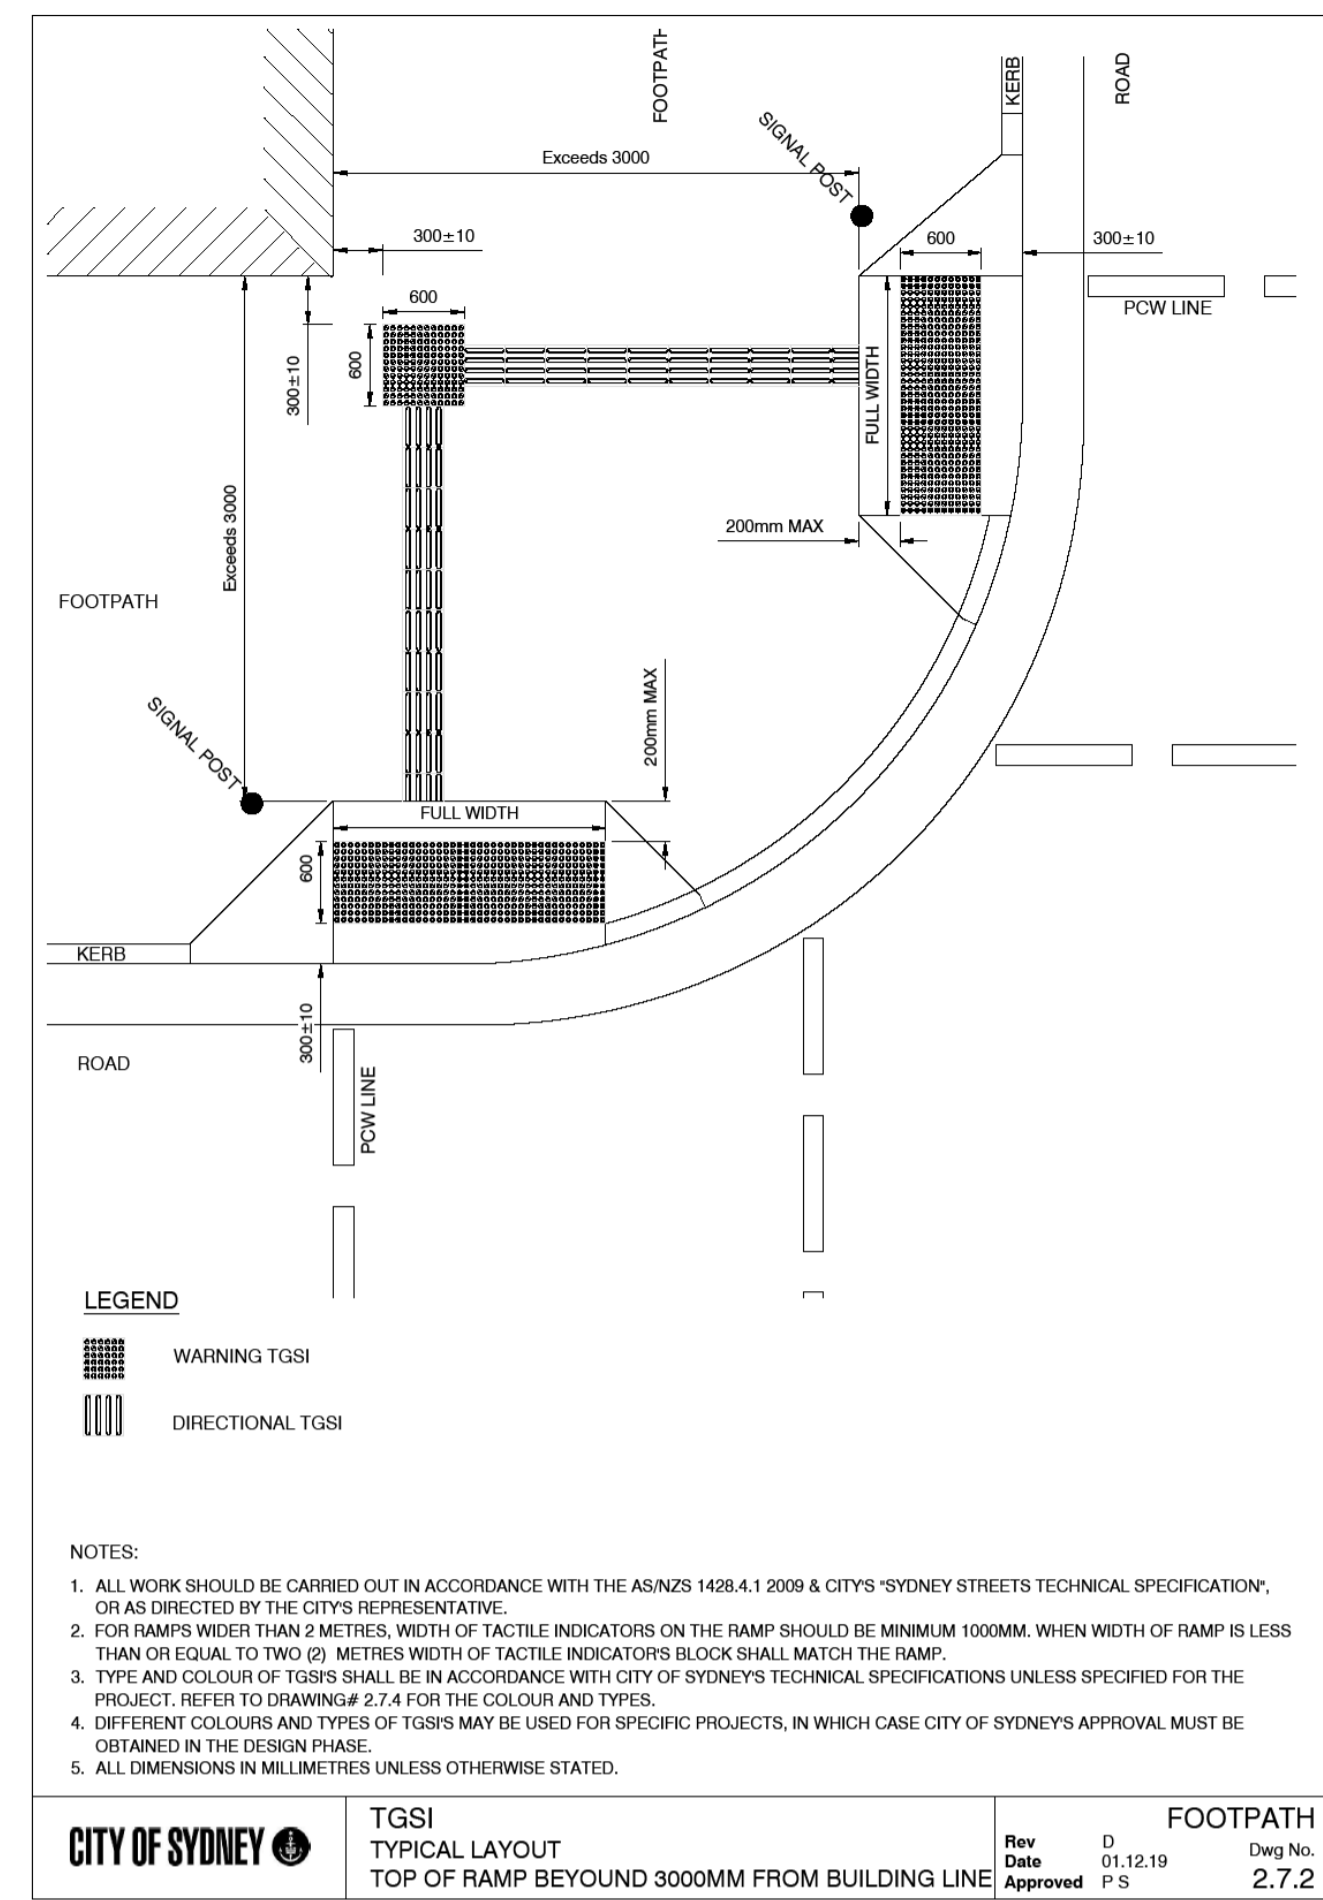 FOOTPATH
KERB
ROAD
SIGNAL POST
Exceeds 3000
300±10
600
300±10
600
300±10
PCW LINE
600
300±10
FULL WIDTH
200mm MAX
Exceeds 3000
FOOTPATH
200mm MAX
SIGNAL POST
FULL WIDTH
600
KERB
300±10
ROAD
PCW LINE
LEGEND
WARNING TGSI
DIRECTIONAL TGSI
NOTES:
1. ALL WORK SHOULD BE CARRIED OUT IN ACCORDANCE WITH THE AS/NZS 1428.4.1 2009 & CITY'S "SYDNEY STREETS TECHNICAL SPECIFICATION",
OR AS DIRECTED BY THE CITY'S REPRESENTATIVE.
2. FOR RAMPS WIDER THAN 2 METRES, WIDTH OF TACTILE INDICATORS ON THE RAMP SHOULD BE MINIMUM 1000MM. WHEN WIDTH OF RAMP IS LESS
THAN OR EQUAL TO TWO (2) METRES WIDTH OF TACTILE INDICATOR'S BLOCK SHALL MATCH THE RAMP.
3. TYPE AND COLOUR OF TGSI'S SHALL BE IN ACCORDANCE WITH CITY OF SYDNEY'S TECHNICAL SPECIFICATIONS UNLESS SPECIFIED FOR THE
PROJECT. REFER TO DRAWING# 2.7.4 FOR THE COLOUR AND TYPES.
4. DIFFERENT COLOURS AND TYPES OF TGSI'S MAY BE USED FOR SPECIFIC PROJECTS, IN WHICH CASE CITY OF SYDNEY'S APPROVAL MUST BE
OBTAINED IN THE DESIGN PHASE.
5. ALL DIMENSIONS IN MILLIMETRES UNLESS OTHERWISE STATED.
CITY OF SYDNEY
TGSI
TYPICAL LAYOUT
TOP OF RAMP BEYOUND 3000MM FROM BUILDING LINE
FOOTPATH
Rev D
Date 01.12.19
Approved P S
Dwg No.
2.7.2